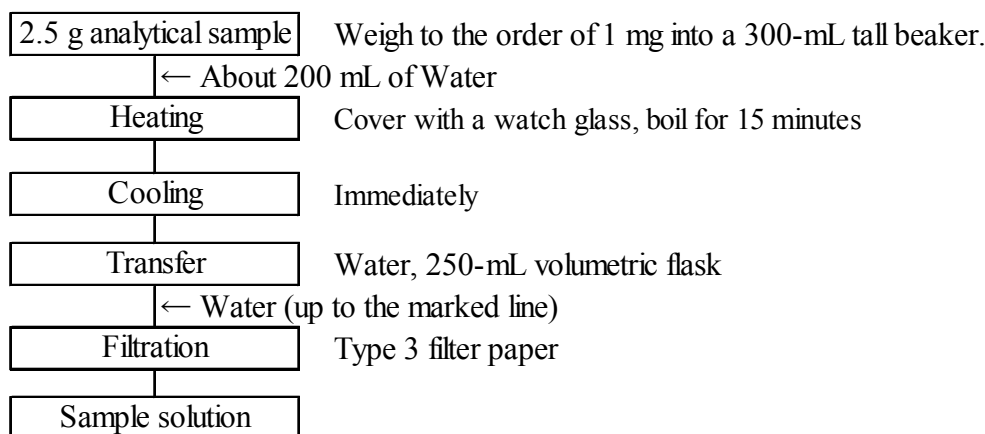 2.5 g analytical sample Weigh to the order of 1 mg into a 300-mL tall beaker.
← About 200 mL of Water
Heating Cover with a watch glass, boil for 15 minutes
Cooling Immediately
Transfer Water, 250-mL volumetric flask
← Water (up to the marked line)
Filtration Type 3 filter paper
Sample solution